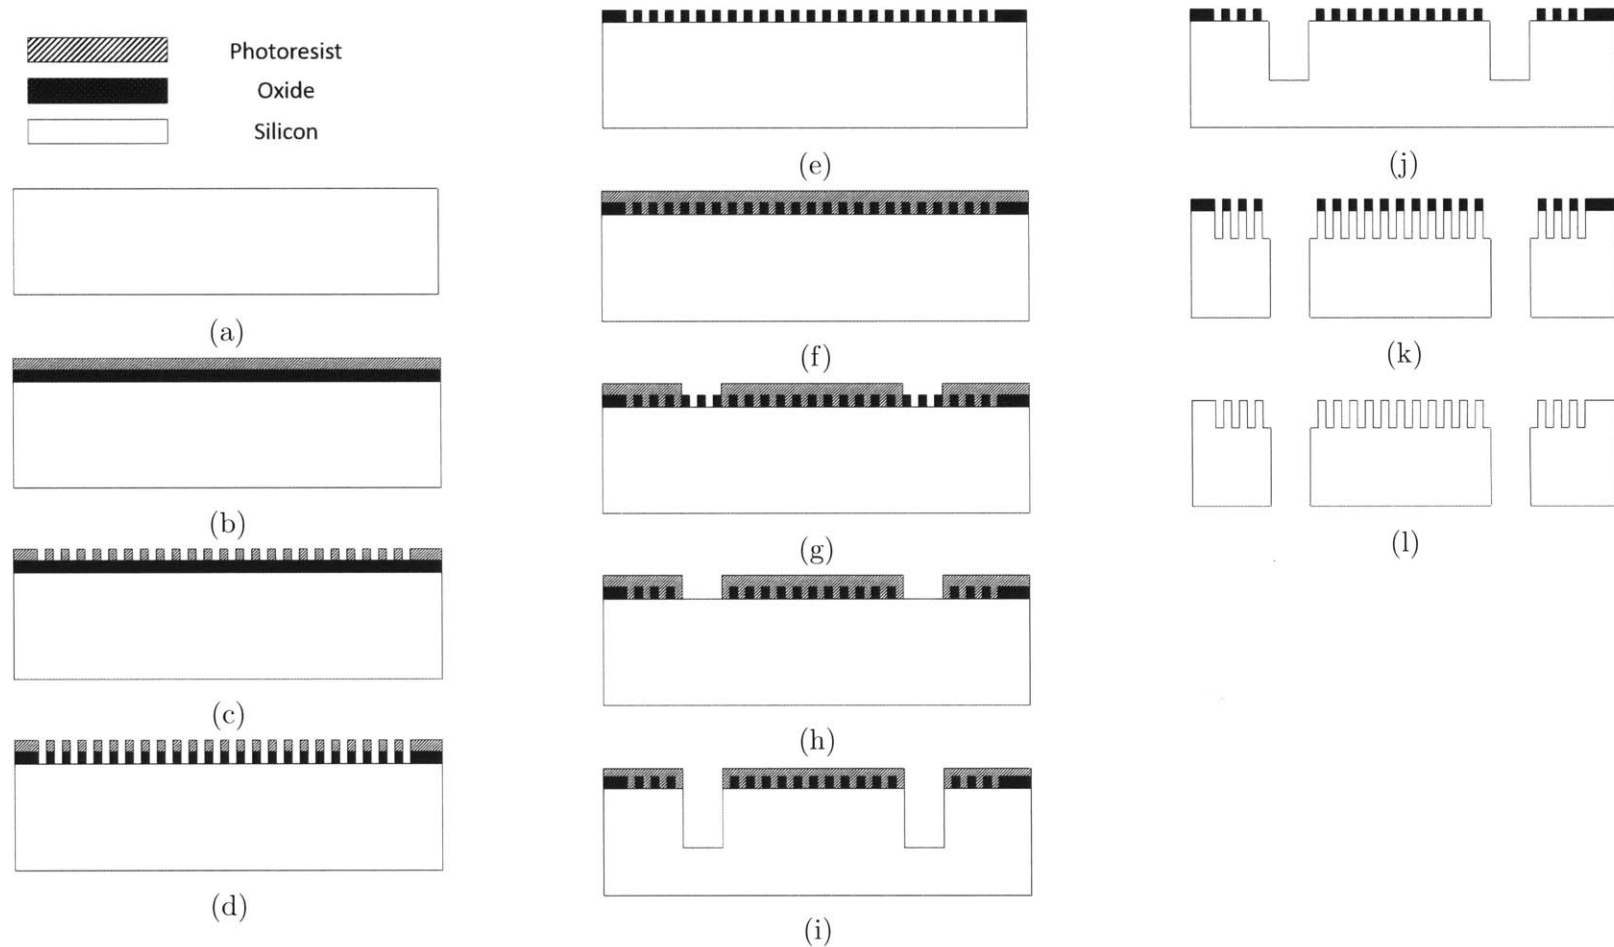 Photoresist
Oxide
Silicon
(a)
(b)
(c)
(d)
(e)
(f)
(g)
(h)
(i)
(j)
(k)
(l)